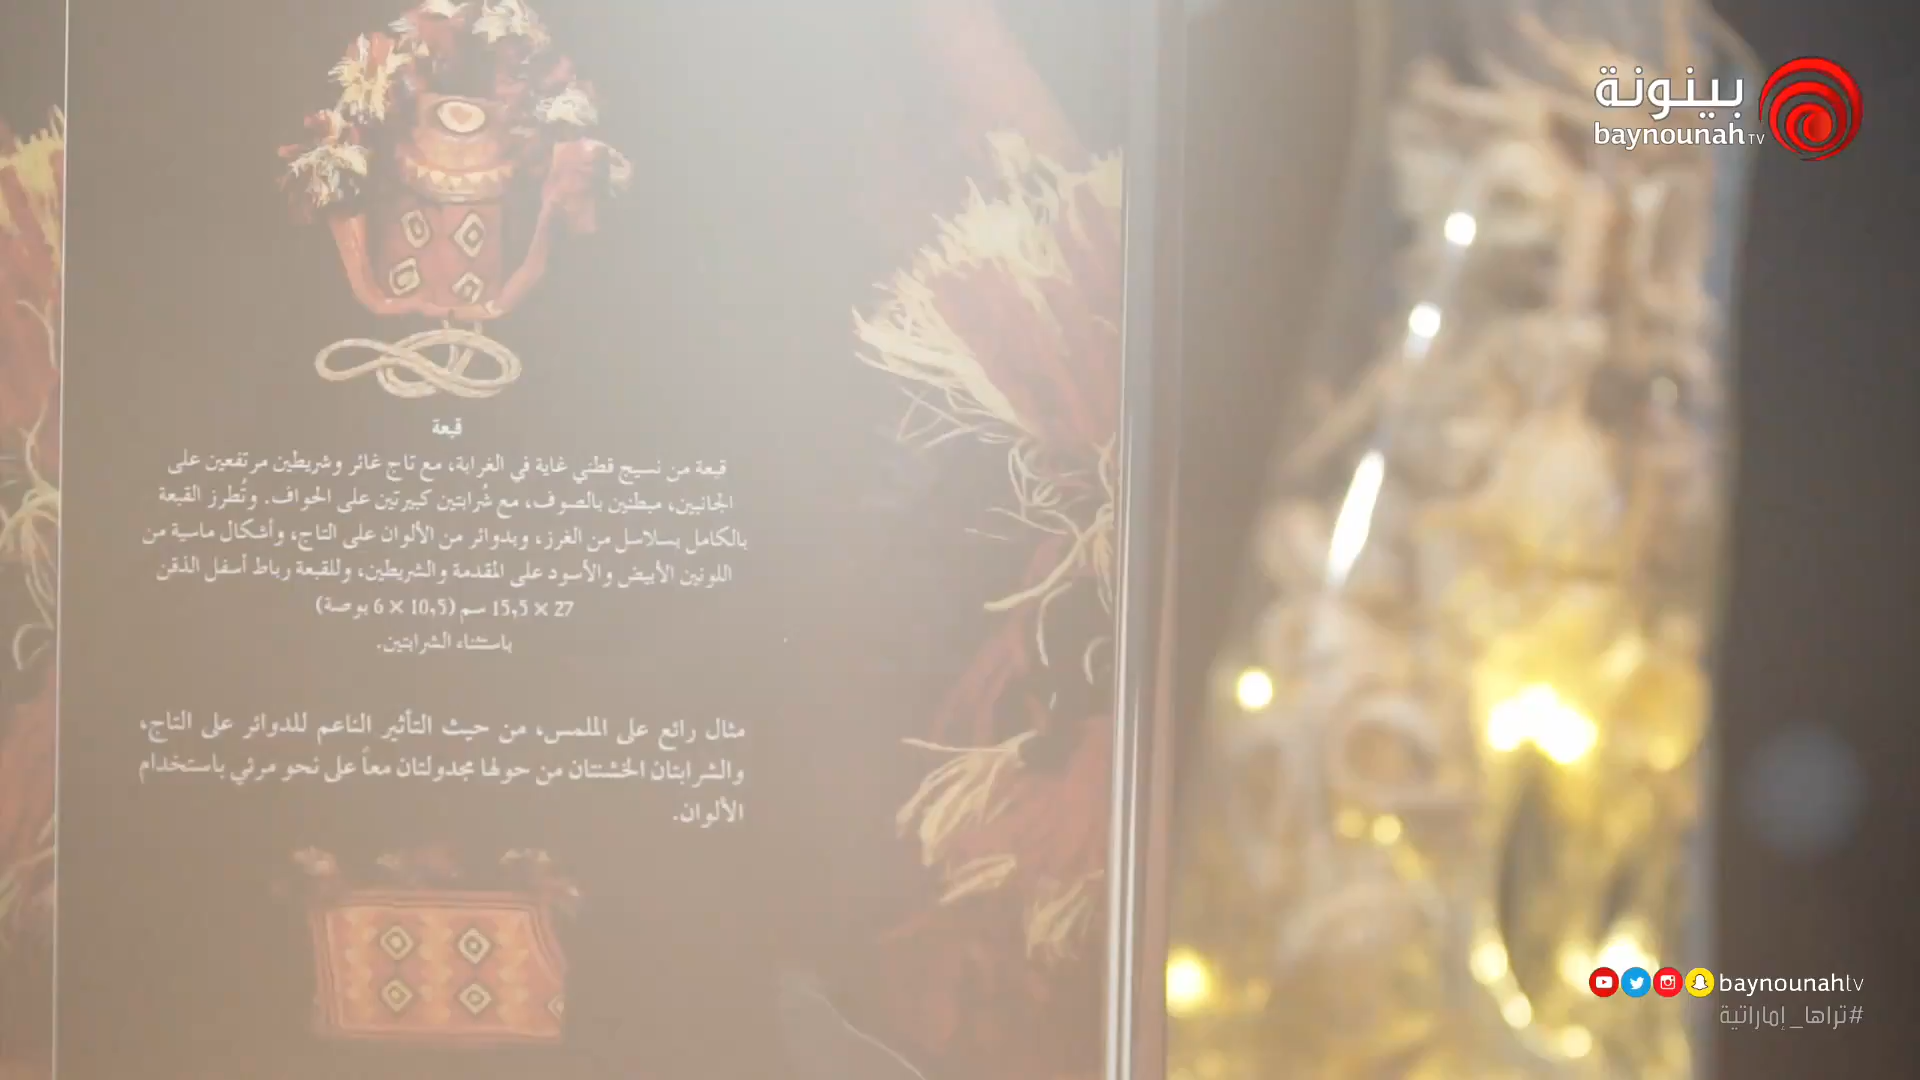 بينونة
baynounah TV
قبعة
قبعة من نسيج قطني غاية في الغرابة، مع تاج غائر وشريطين مرتفعين على
الجانبين، مبطنين بالصوف، مع شرابتين كبيرتين على الحواف. وتُطرز القبعة
بالكامل بسلاسل من الغرز، وبدوائر من الألوان على التاج، وأشكال ماسية من
اللونين الأبيض والأسود على المقدمة والشريطين، وللقبعة رباط أسفل الذقن
27 × 15,5 سم (10,5 × 6 بوصة)
باستثناء الشرابتين.
مثال رائع على الملمس، من حيث التأثير الناعم للدوائر على التاج،
والشرابتان الخشنتان من حولها مجدولتان معاً على نحو مرئي باستخدام
الألوان.
baynounahtv
#تراها_إماراتية